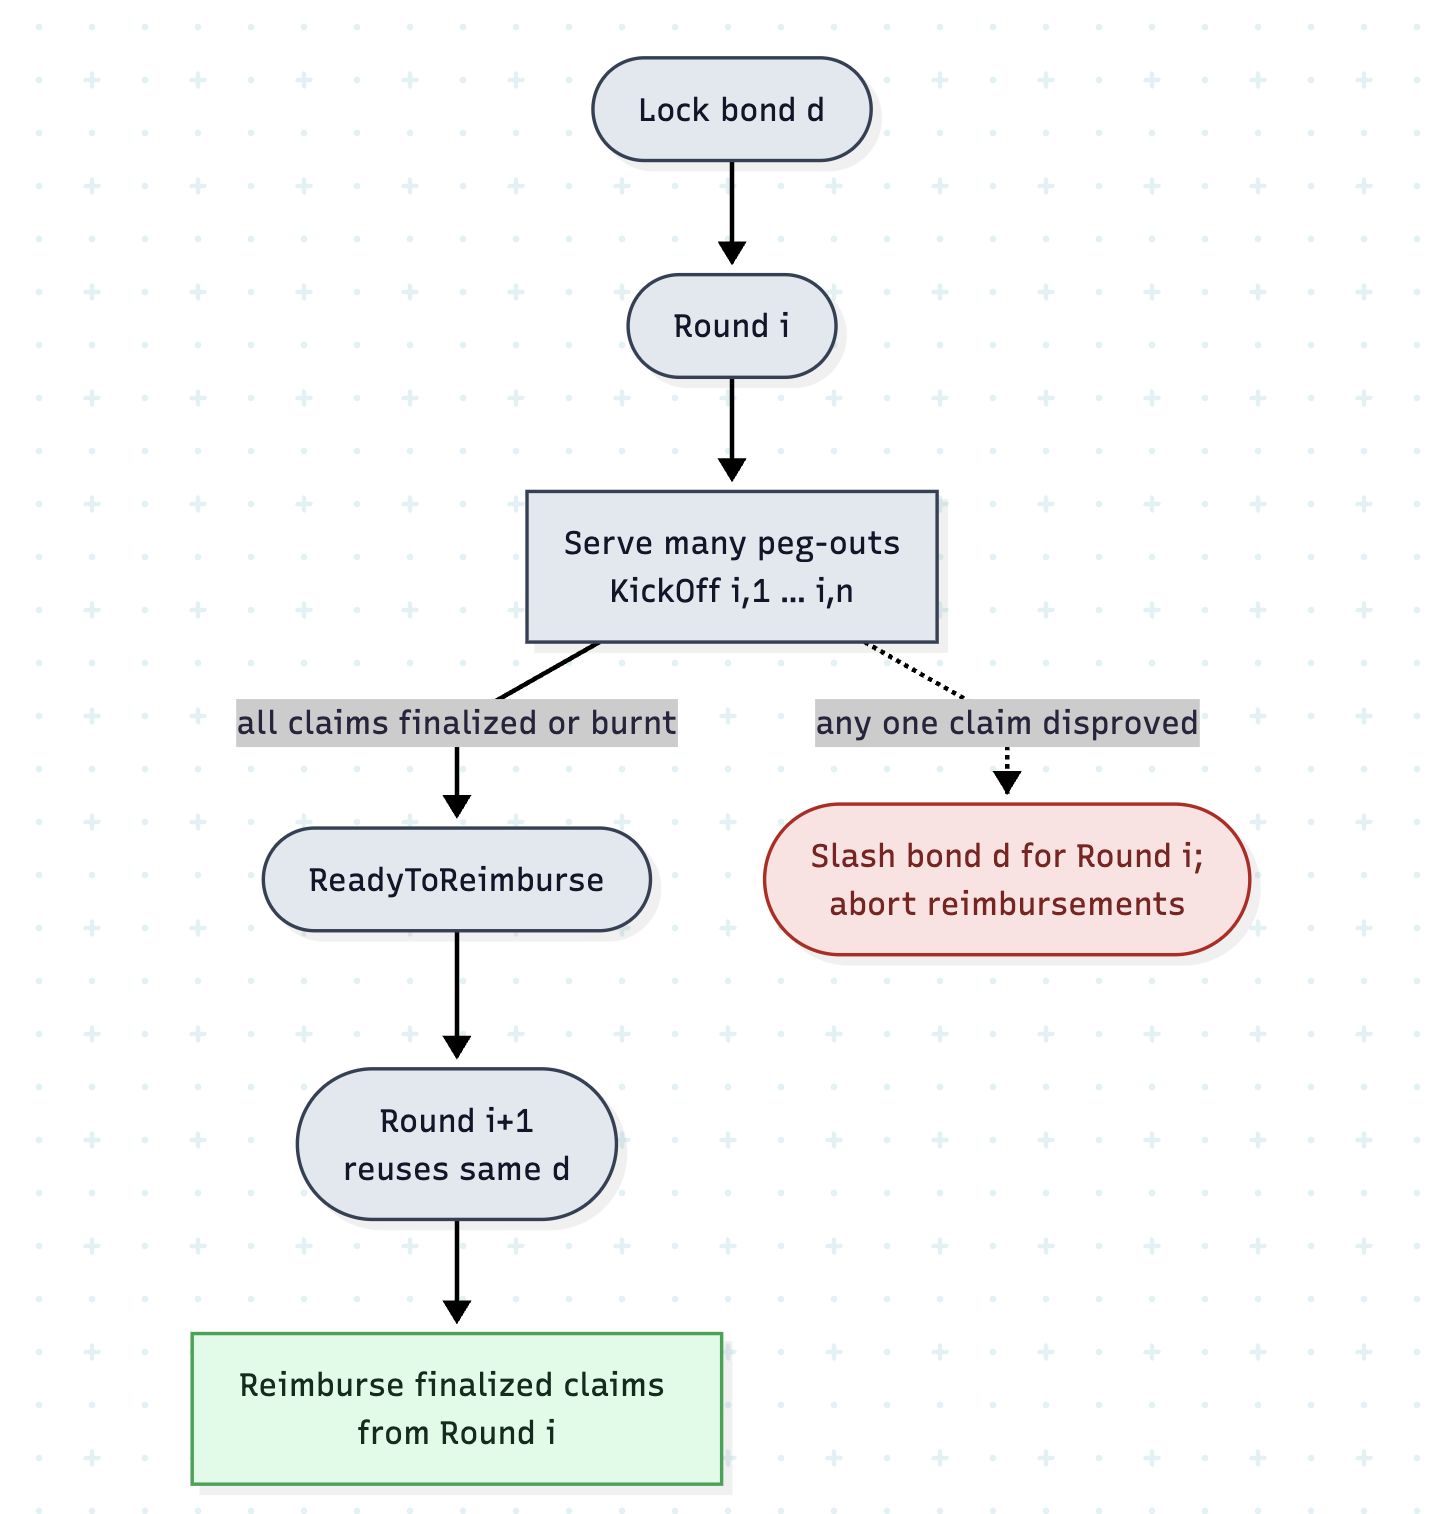 Lock bond d
Round i
Serve many peg-outs
KickOff i,1 ... i,n
all claims finalized or burnt
any one claim disproved
ReadyToReimburse
Slash bond d for Round i;
abort reimbursements
Round i+1
reuses same d
Reimburse finalized claims
from Round i